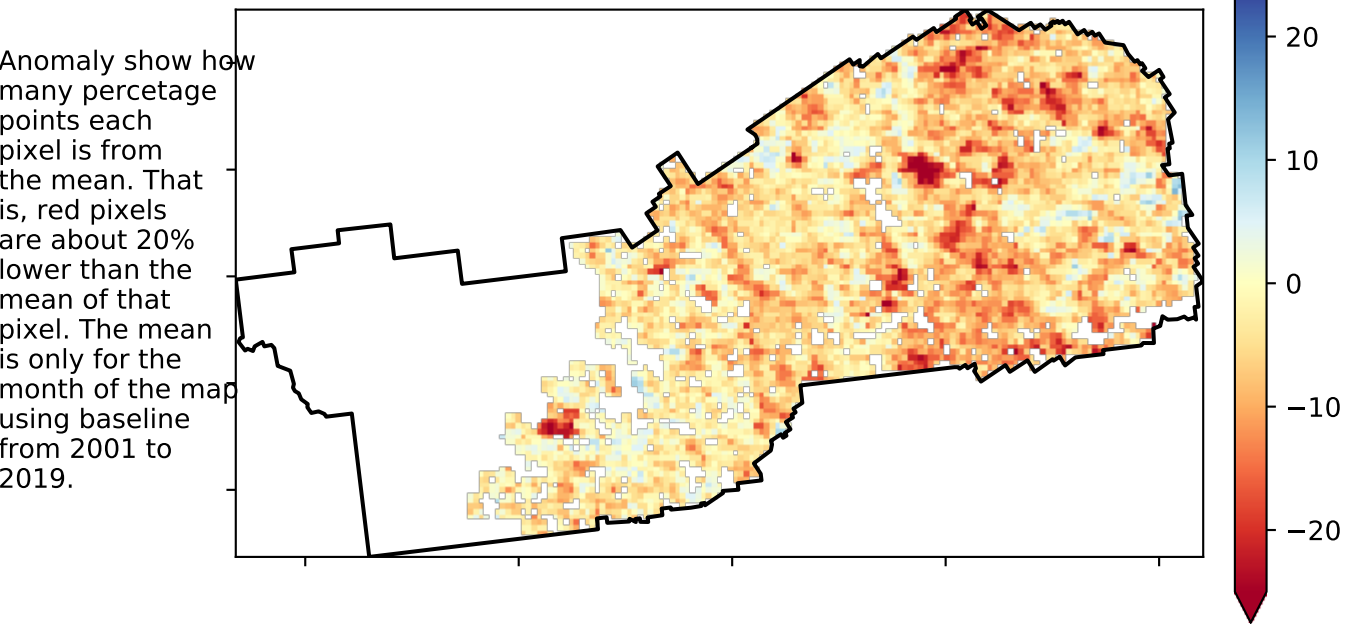 Anomaly show how
many percetage
points each
pixel is from
the mean. That
is, red pixels
are about 20%
lower than the
mean of that
pixel. The mean
is only for the
month of the map
using baseline
from 2001 to
2019.
20
10
0
−10
−20